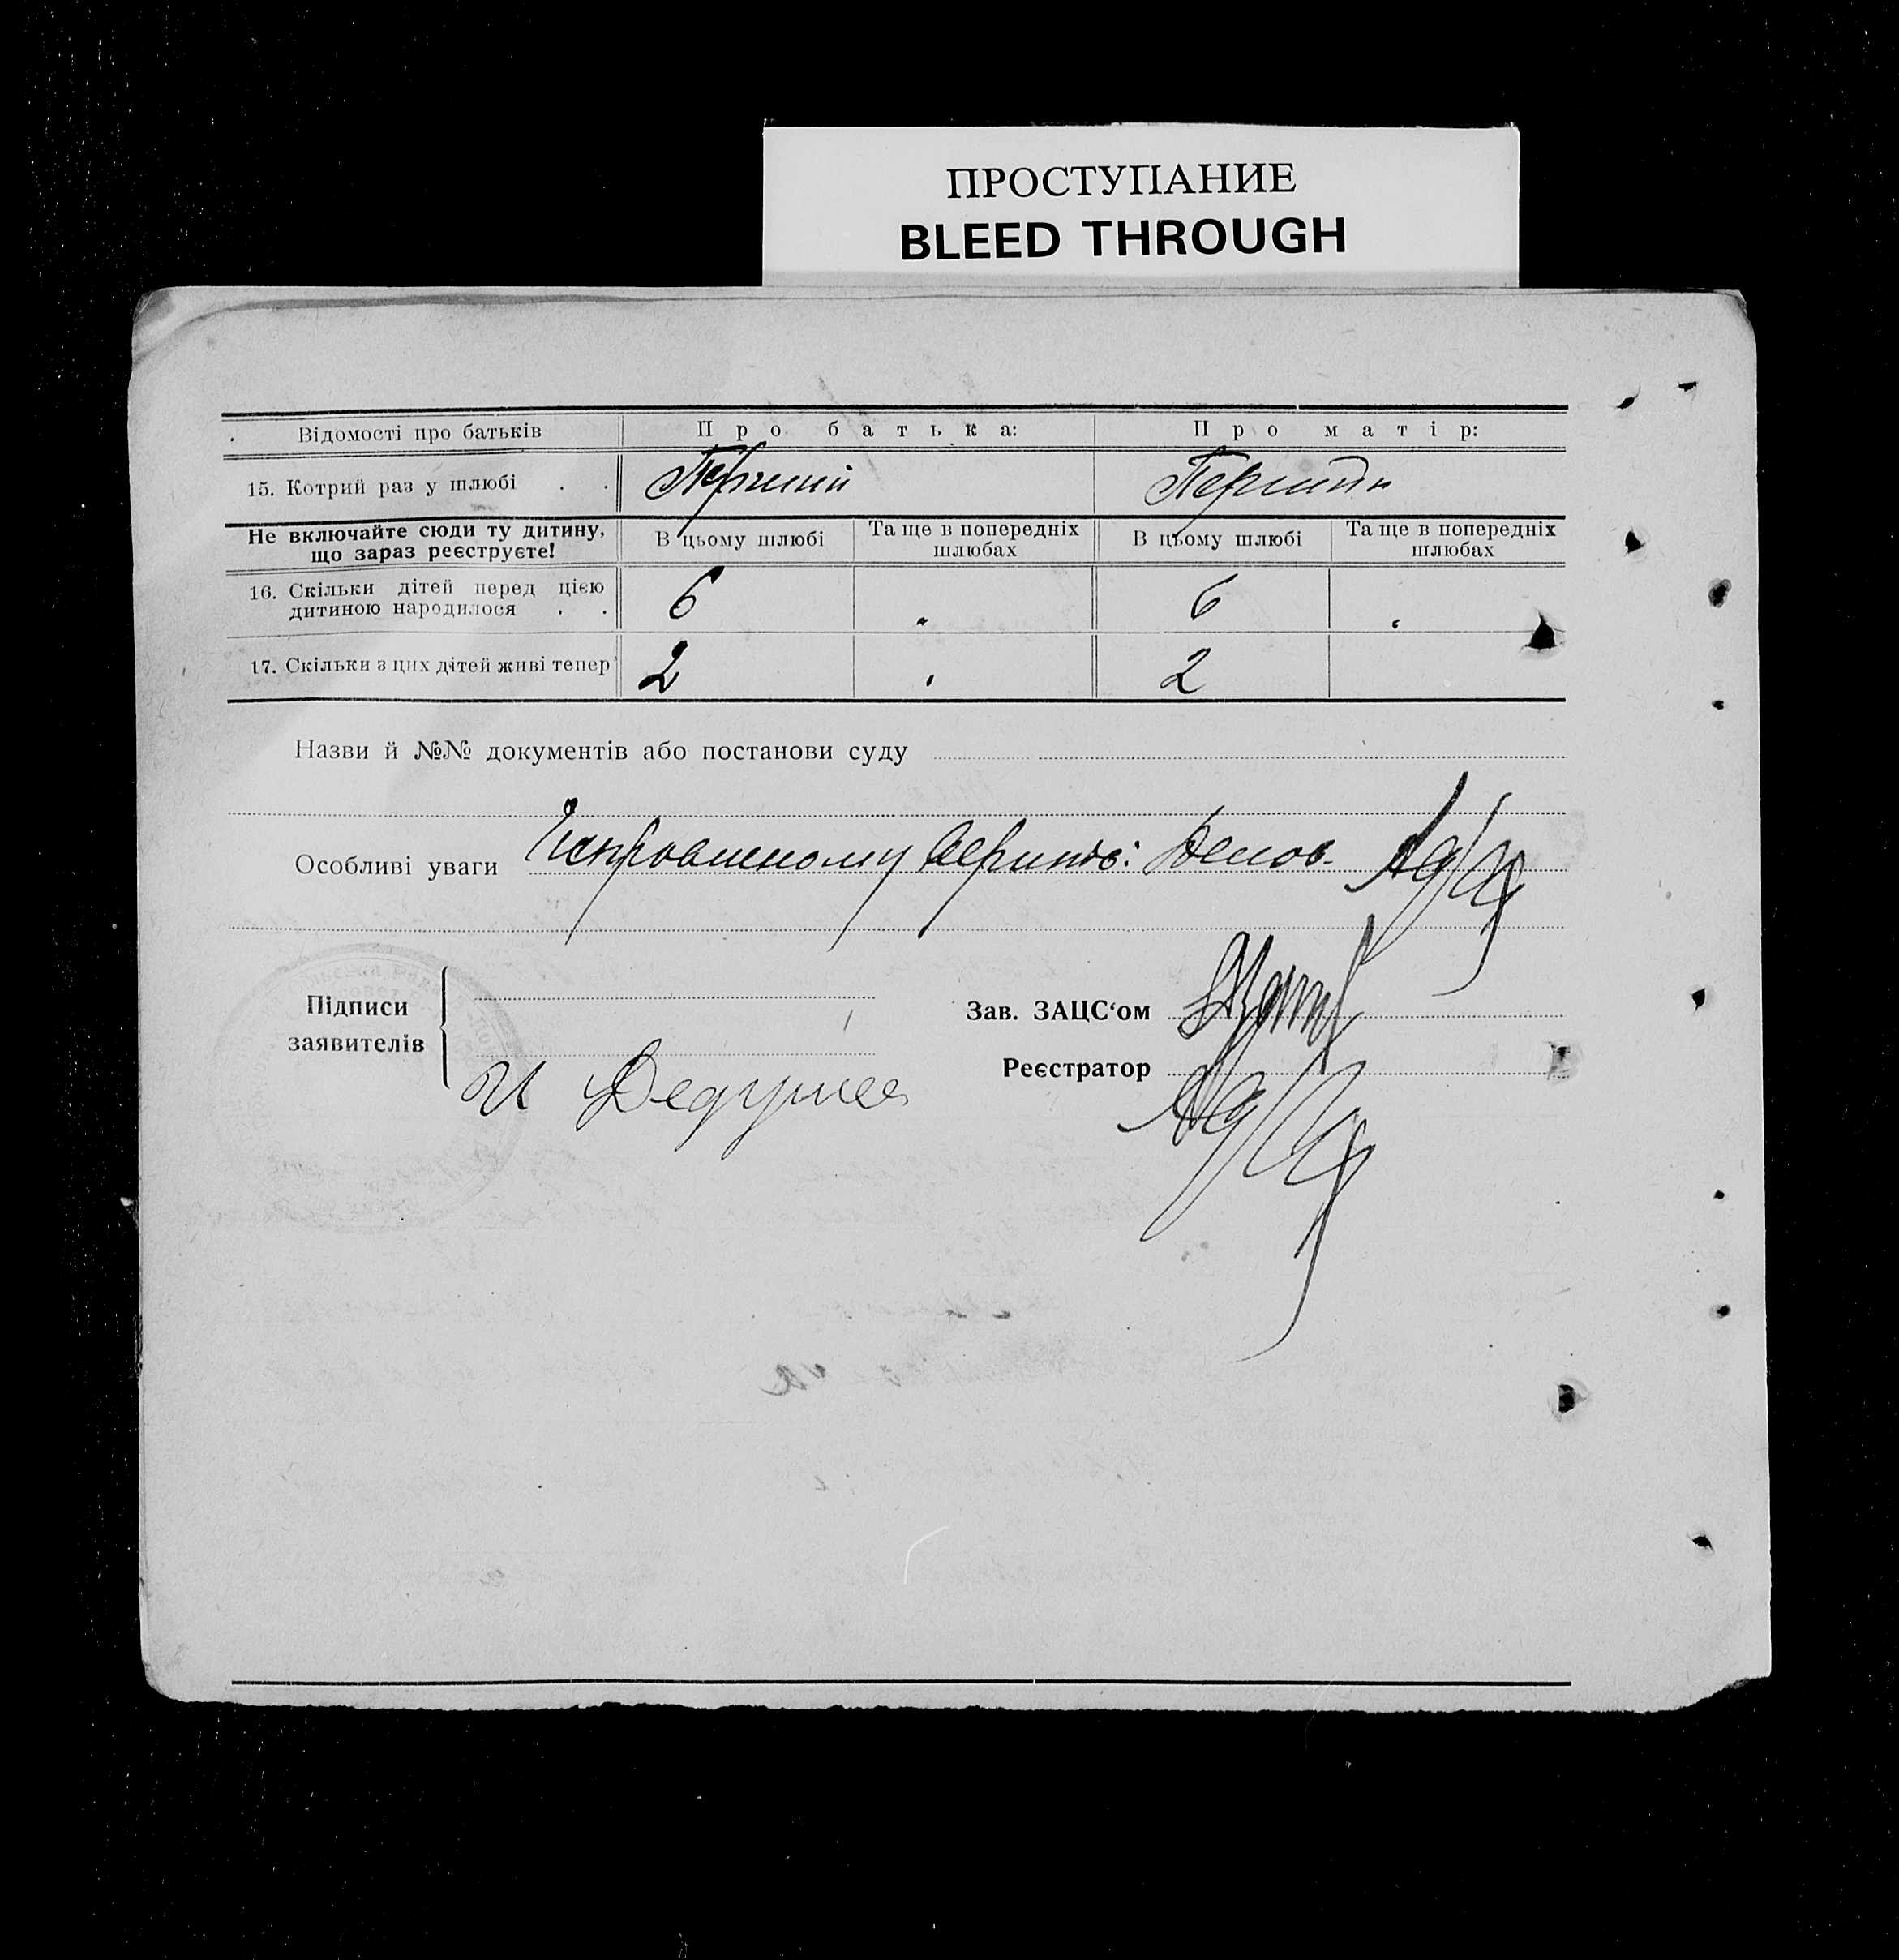 ПРОСТУПАНИЕ
BLEED THROUGH
Відомості про батьків
Про батька:
Про матір:
15. Котрий раз у шлюбі . .
Перший
Не включайте сюди ту дитину,
що зараз реєструєте!
В цьому шлюбі
Та ще в попередніх
шлюбах
В цьому шлюбі
Та ще в попередніх
шлюбах
16. Скільки дітей перед цією
дитиною народилося . .
6
6
17. Скільки з цих дітей живі тепер
2
2
Назви й №№ документів або постанови суду
Особливі уваги
Исправленому верить:
Підписи
заявителів
Зав. ЗАЦС‘ом
Реєстратор